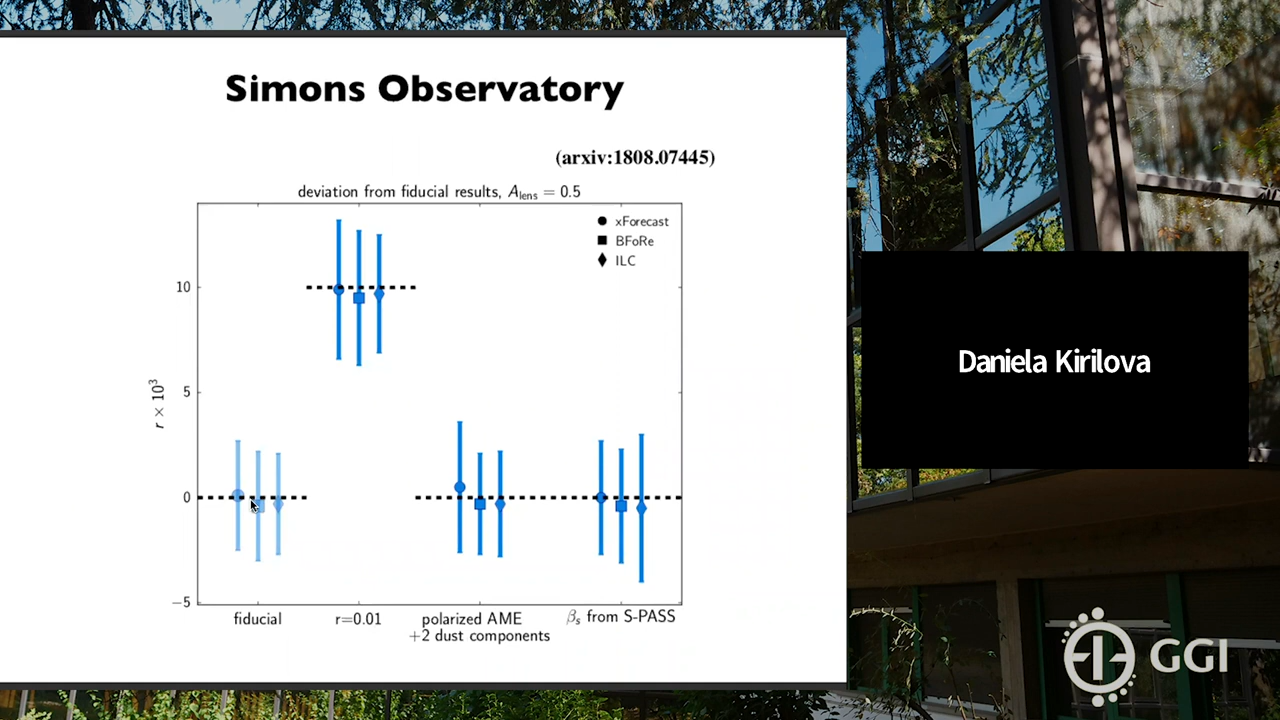 Simons Observatory
(arxiv:1808.07445)
deviation from fiducial results, A_lens = 0.5
xForecast
BFoRe
ILC
r × 10³
10
5
0
−5
fiducial
r=0.01
polarized AME
+2 dust components
β_s from S-PASS
Daniela Kirilova
GGI